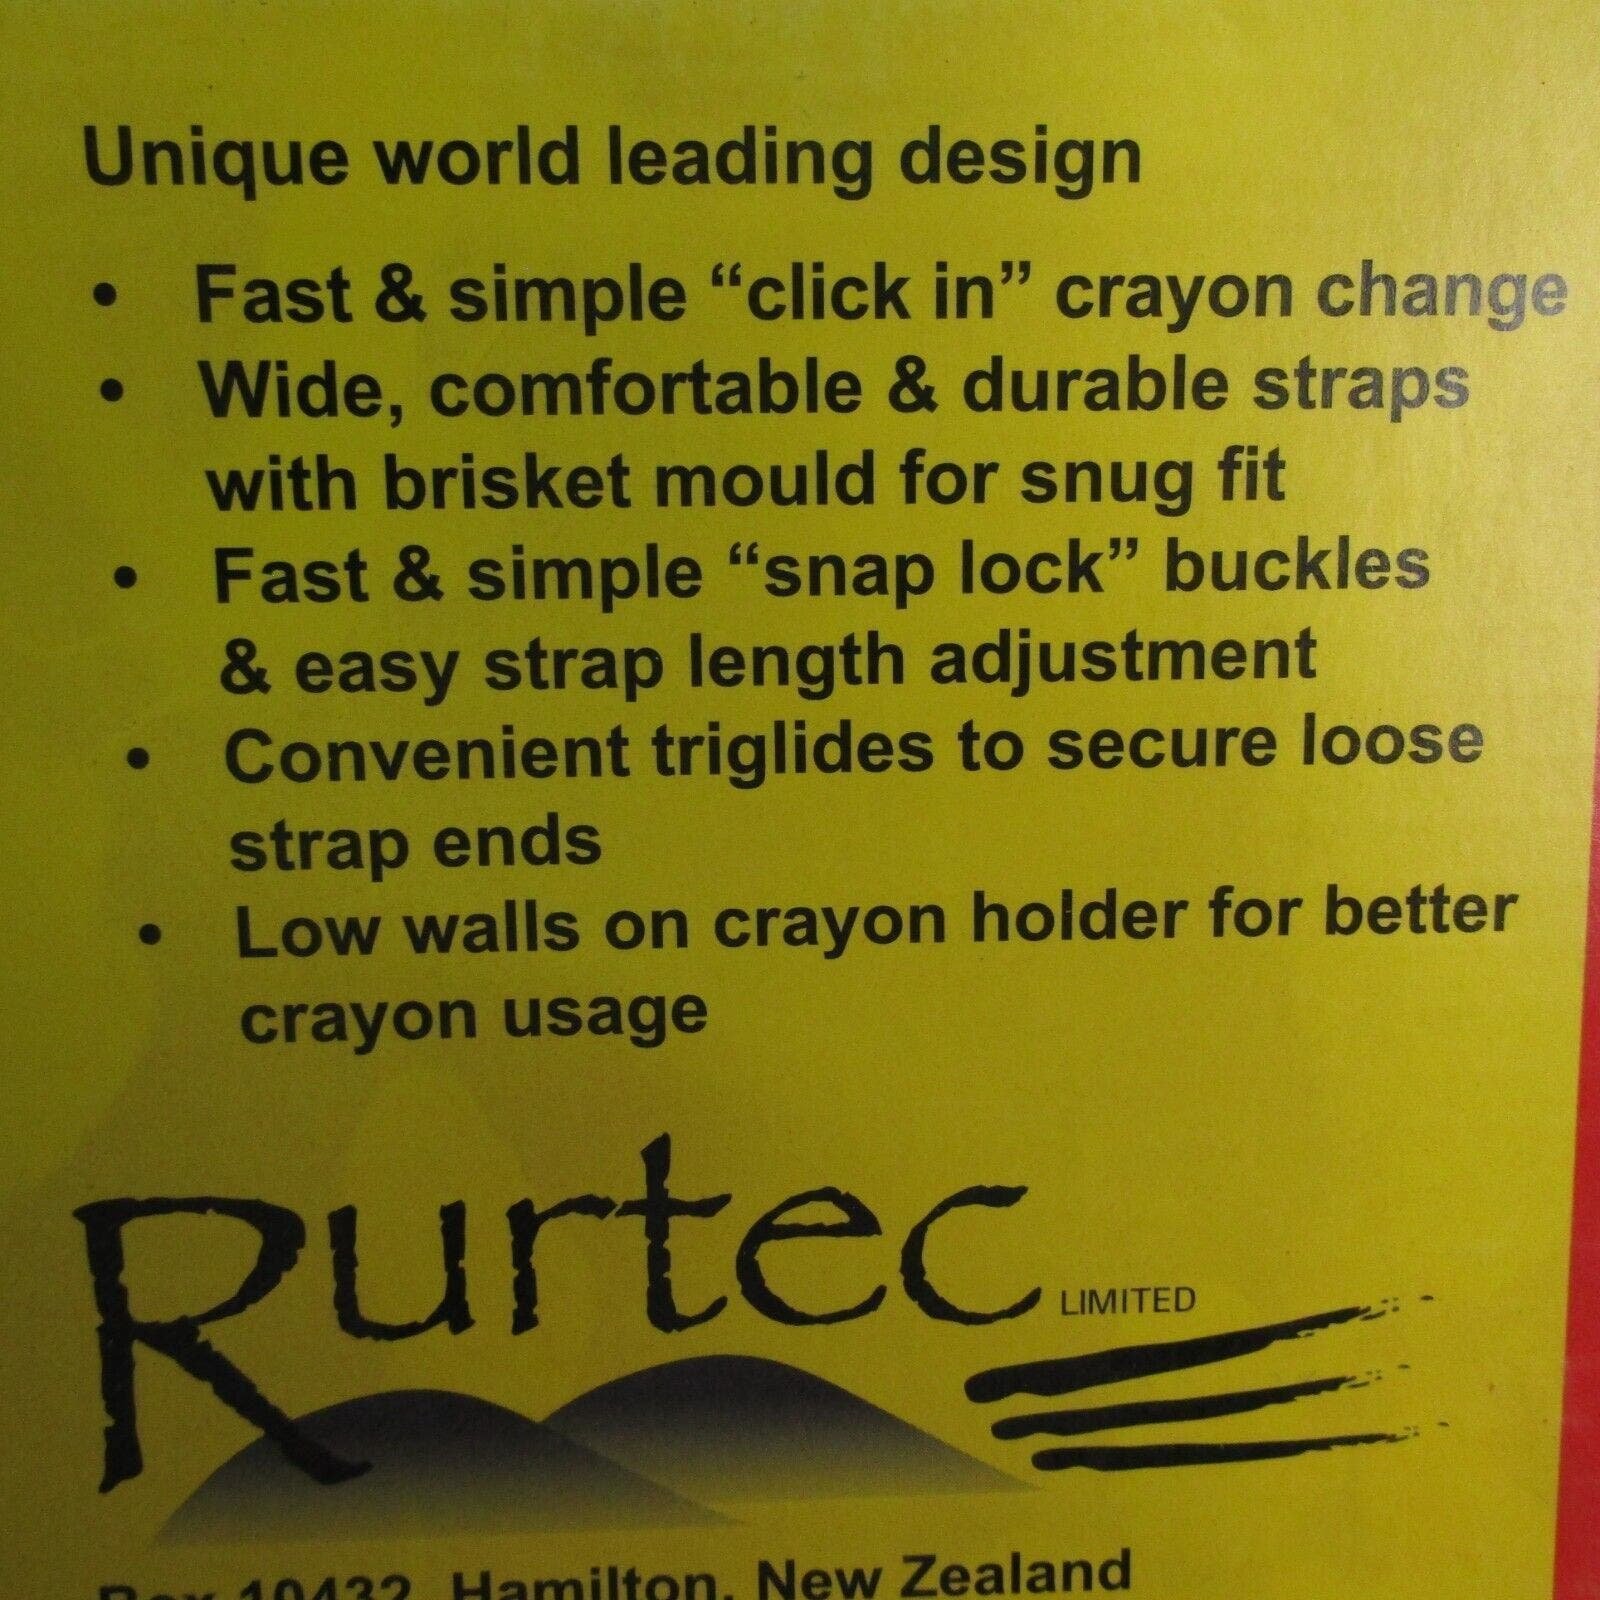 Unique world leading design
• Fast & simple “click in” crayon change
• Wide, comfortable & durable straps
with brisket mould for snug fit
• Fast & simple “snap lock” buckles
& easy strap length adjustment
• Convenient triglides to secure loose
strap ends
• Low walls on crayon holder for better
crayon usage
Rurtec LIMITED
Box 10432, Hamilton, New Zealand